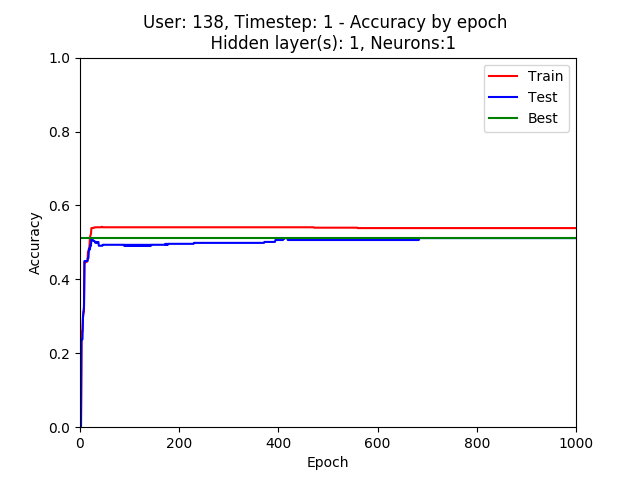 User: 138, Timestep: 1 - Accuracy by epoch
Hidden layer(s): 1, Neurons:1
1.0
Train
Test
Best
0.8
0.6
Accuracy
0.4
0.2
0.0
0 200 400 600 800 1000
Epoch